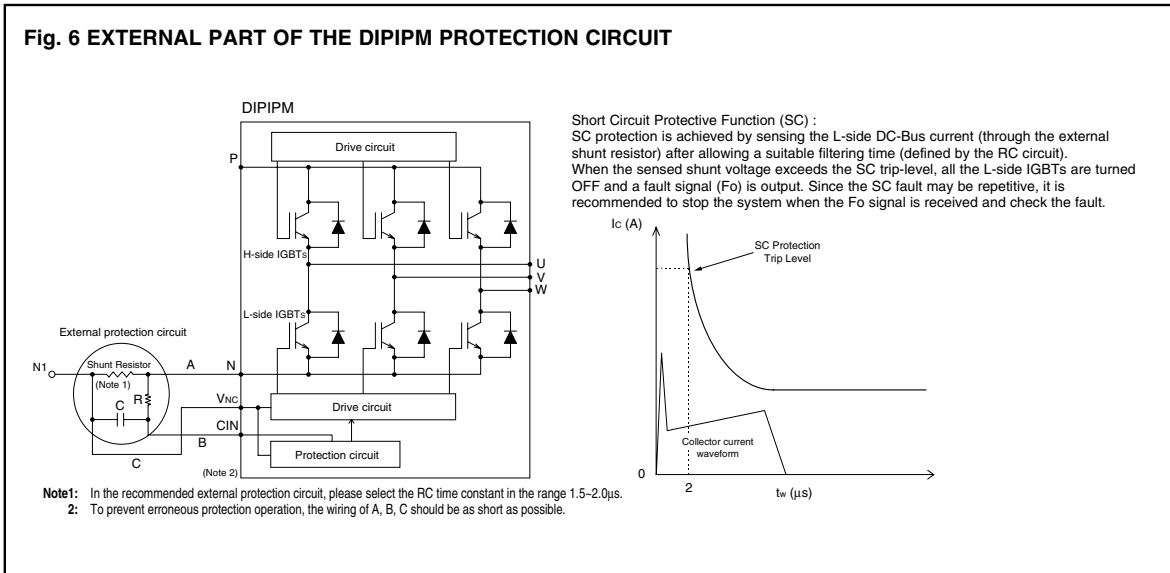 Fig. 6 EXTERNAL PART OF THE DIPIPM PROTECTION CIRCUIT
DIPIPM
Drive circuit
P
H-side IGBTS
U
V
W
L-side IGBTS
External protection circuit
Shunt Resistor
(Note 1)
N1
A
N
R
C
VNC
Drive circuit
CIN
B
C
Protection circuit
(Note 2)
Short Circuit Protective Function (SC) :
SC protection is achieved by sensing the L-side DC-Bus current (through the external
shunt resistor) after allowing a suitable filtering time (defined by the RC circuit).
When the sensed shunt voltage exceeds the SC trip-level, all the L-side IGBTs are turned
OFF and a fault signal (Fo) is output. Since the SC fault may be repetitive, it is
recommended to stop the system when the Fo signal is received and check the fault.
IC (A)
SC Protection
Trip Level
Collector current
waveform
0
2
tw (μs)
Note1: In the recommended external protection circuit, please select the RC time constant in the range 1.5~2.0μs.
2: To prevent erroneous protection operation, the wiring of A, B, C should be as short as possible.